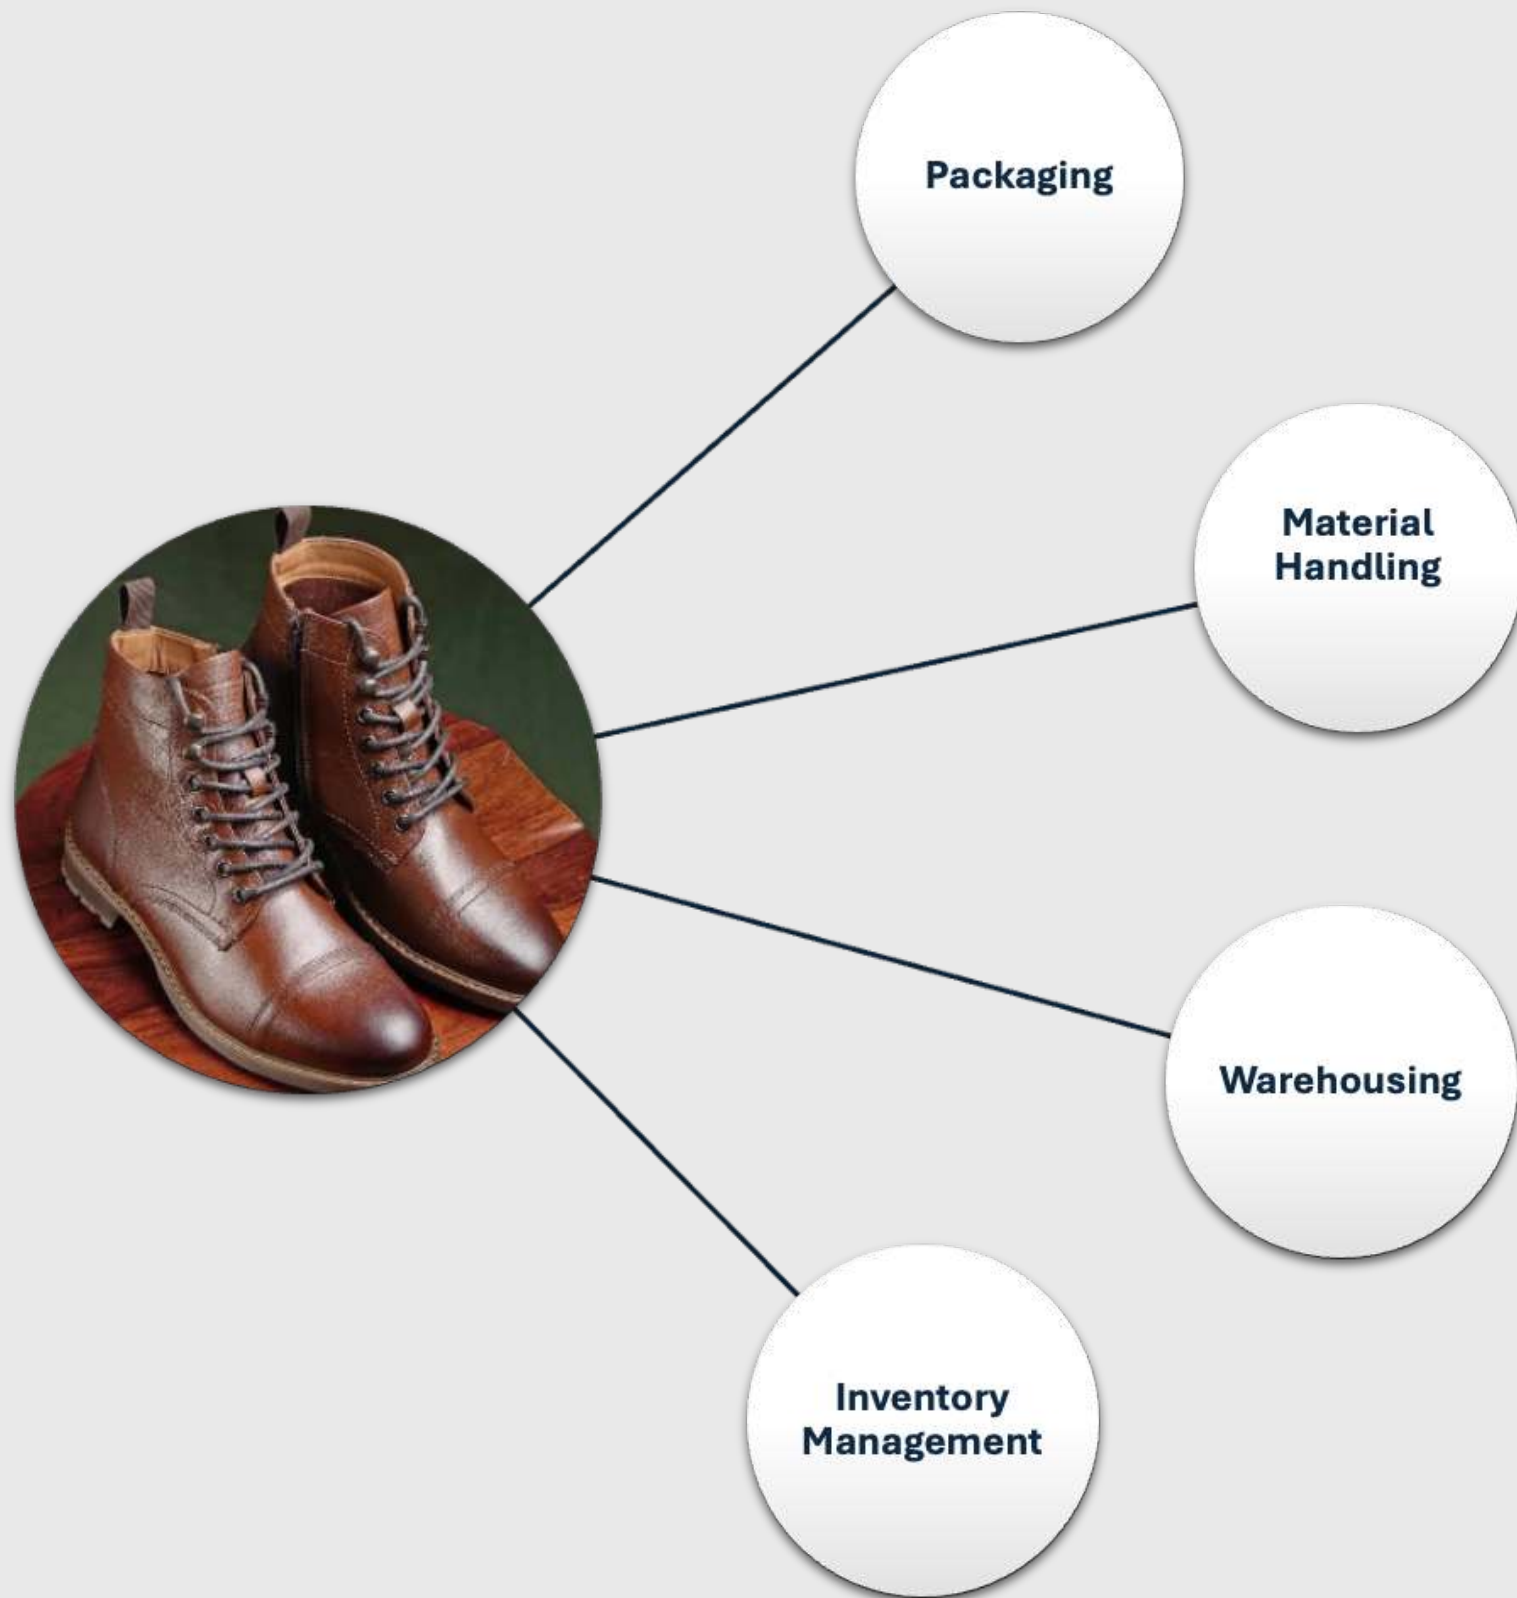 Packaging
Material
Handling
Warehousing
Inventory
Management